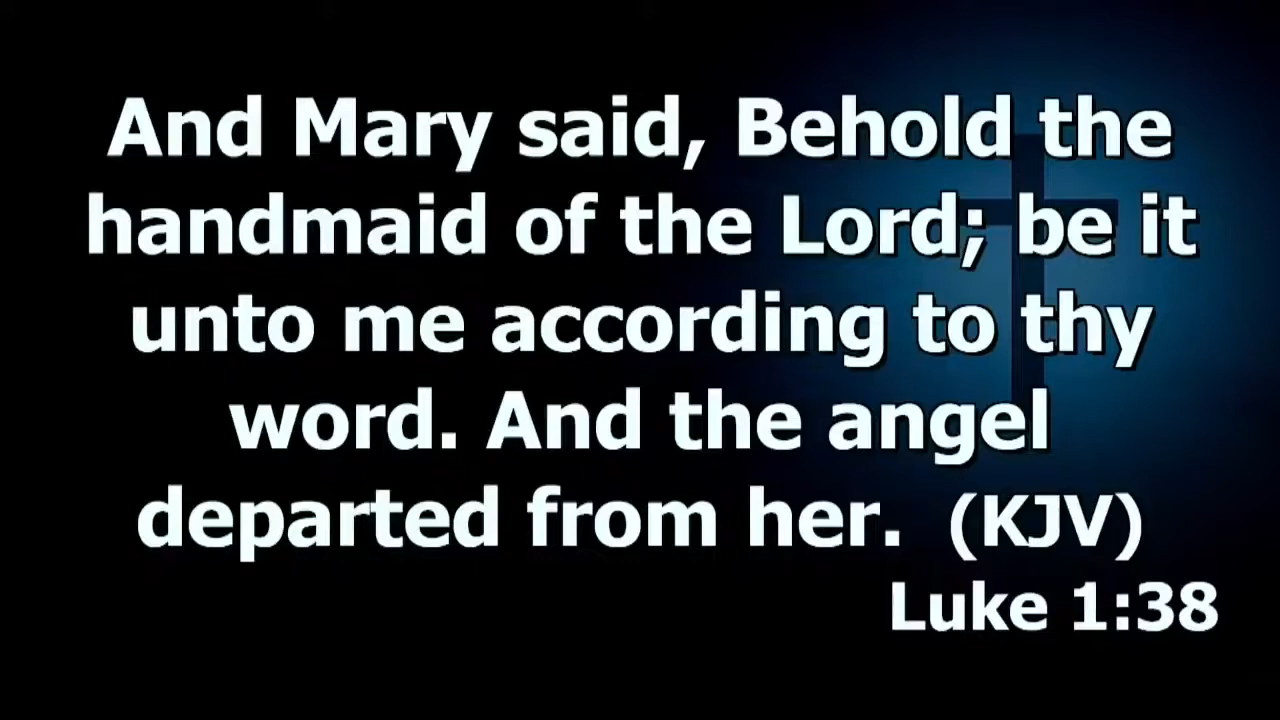 And Mary said, Behold the
handmaid of the Lord; be it
unto me according to thy
word. And the angel
departed from her.  (KJV)
Luke 1:38